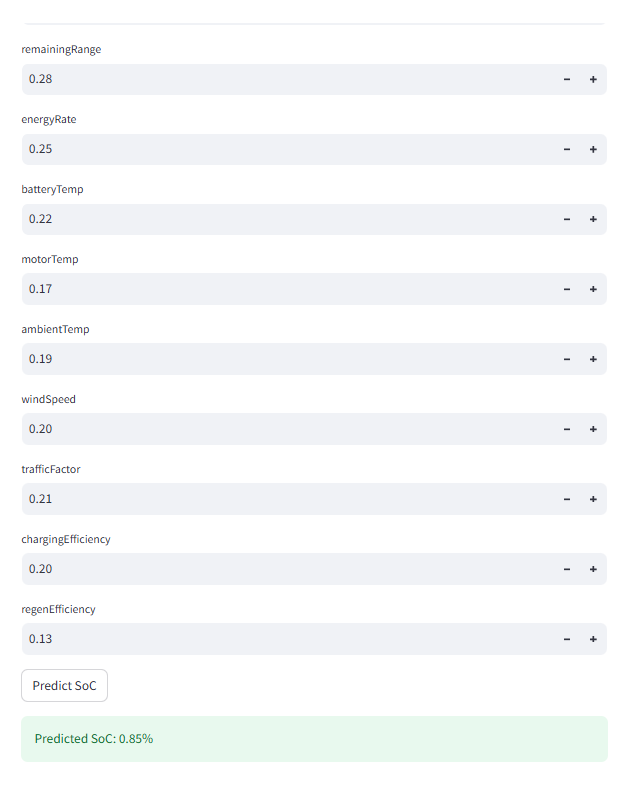 remainingRange
0.28
energyRate
0.25
batteryTemp
0.22
motorTemp
0.17
ambientTemp
0.19
windSpeed
0.20
trafficFactor
0.21
chargingEfficiency
0.20
regenEfficiency
0.13
Predict SoC
Predicted SoC: 0.85%